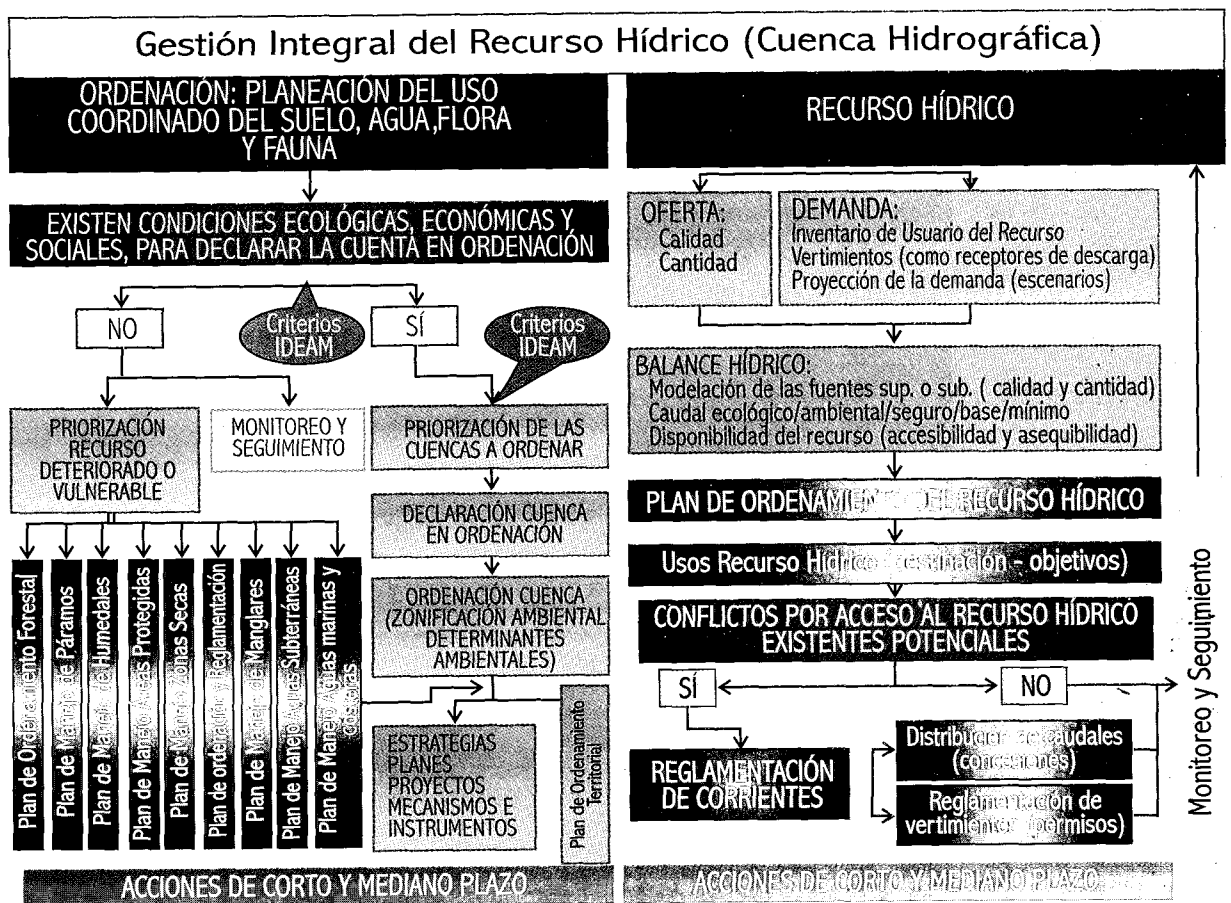 Gestión Integral del Recurso Hídrico (Cuenca Hidrográfica)
ORDENACIÓN: PLANEACIÓN DEL USO
COORDINADO DEL SUELO, AGUA,FLORA
Y FAUNA
EXISTEN CONDICIONES ECOLÓGICAS, ECONÓMICAS Y
SOCIALES, PARA DECLARAR LA CUENTA EN ORDENACIÓN
NO
Criterios
IDEAM
SÍ
Criterios
IDEAM
PRIORIZACIÓN
RECURSO
DETERIORADO O
VULNERABLE
MONITOREO Y
SEGUIMIENTO
PRIORIZACIÓN DE LAS
CUENCAS A ORDENAR
DECLARACIÓN CUENCA
EN ORDENACIÓN
ORDENACIÓN CUENCA
(ZONIFICACIÓN AMBIENTAL
DETERMINANTES
AMBIENTALES)
Plan de Ordenamiento Forestal
Plan de Manejo de Páramos
Plan de Manejo de Humedales
Plan de Manejo Áreas Protegidas
Plan de Manejo Zonas Secas
Plan de ordenación y Reglamentación
Plan de Manejo de Manglares
Plan de Manejo Aguas Subterráneas
Plan de Manejo Aguas marinas y
costeras
ESTRATEGIAS
PLANES
PROYECTOS
MECANISMOS E
INSTRUMENTOS
Plan de Ordenamiento
Territorial
ACCIONES DE CORTO Y MEDIANO PLAZO
RECURSO HÍDRICO
OFERTA:
Calidad
Cantidad
DEMANDA:
Inventario de Usuario del Recurso
Vertimientos (como receptores de descarga)
Proyección de la demanda (escenarios)
BALANCE HÍDRICO:
Modelación de las fuentes sup. o sub. ( calidad y cantidad)
Caudal ecológico/ambiental/seguro/base/mínimo
Disponibilidad del recurso (accesibilidad y asequibilidad)
PLAN DE ORDENAMIENTO DEL RECURSO HÍDRICO
Usos Recurso Hídrico (destinación - objetivos)
CONFLICTOS POR ACCESO AL RECURSO HÍDRICO
EXISTENTES POTENCIALES
SÍ
NO
REGLAMENTACIÓN
DE CORRIENTES
Distribución de caudales
(concesiones)
Reglamentación de
vertimientos (permisos)
Monitoreo y Seguimiento
ACCIONES DE CORTO Y MEDIANO PLAZO